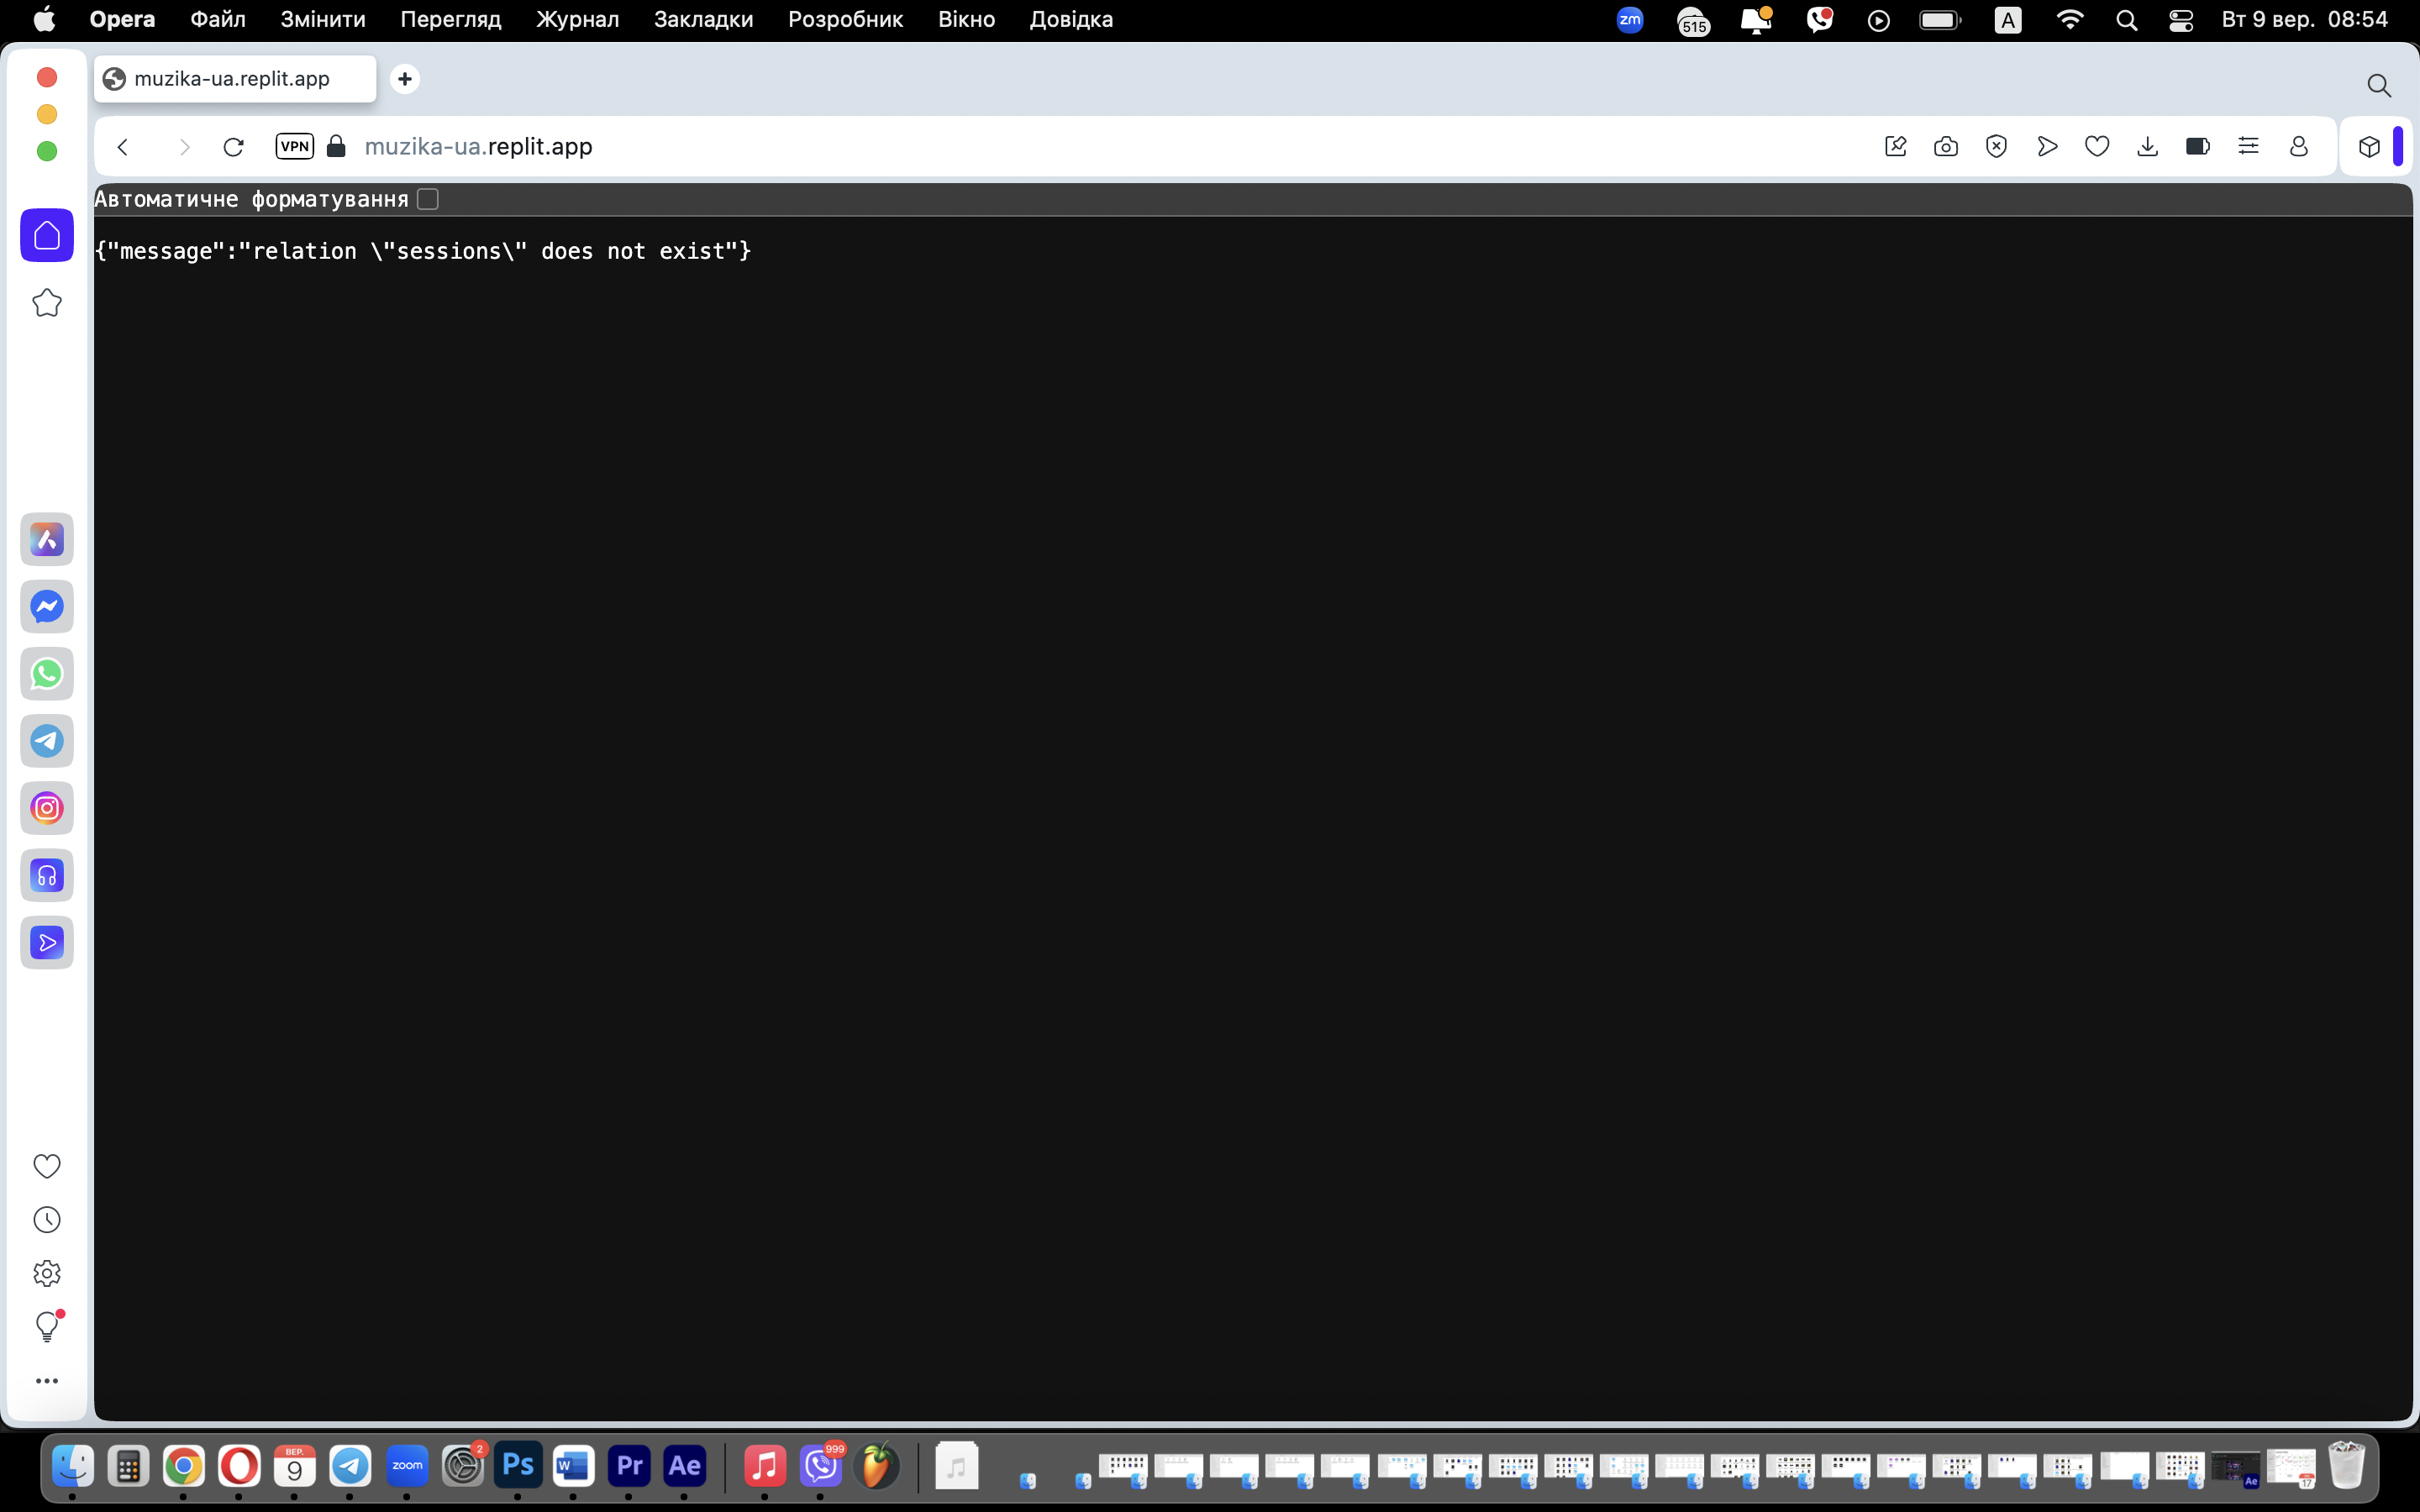 Opera Файл Змінити Перегляд Журнал Закладки Розробник Вікно Довідка zm 515 A Вт 9 вер. 08:54
muzika-ua.replit.app
VPN muzika-ua.replit.app
Автоматичне форматування
{"message":"relation \"sessions\" does not exist"}
ВЕР. 9 zoom 2 Ps W Pr Ae 999 Ae 17